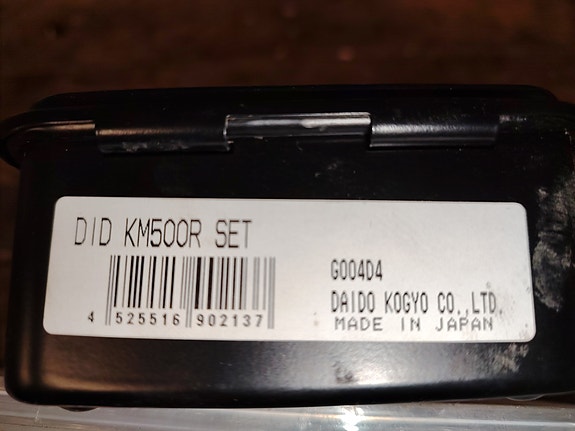 DID KM500R SET
4 525516 902137
G004D4
DAIDO KOGYO CO.,LTD.
MADE IN JAPAN